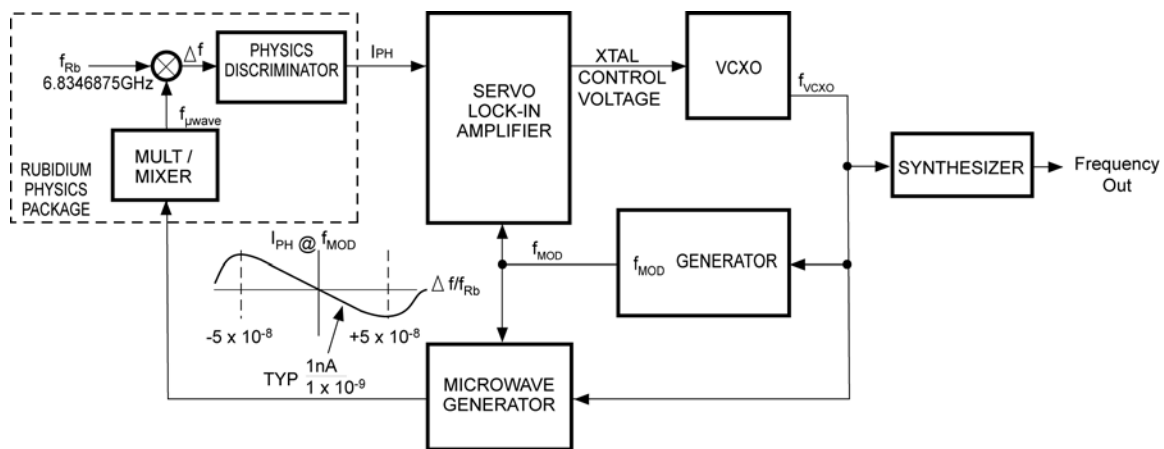 f_Rb
6.8346875GHz
Δf
PHYSICS
DISCRIMINATOR
I_PH
f_μwave
MULT /
MIXER
RUBIDIUM
PHYSICS
PACKAGE
SERVO
LOCK-IN
AMPLIFIER
XTAL
CONTROL
VOLTAGE
VCXO
f_VCXO
SYNTHESIZER
Frequency
Out
f_MOD GENERATOR
f_MOD
I_PH @ f_MOD
Δ f/f_Rb
-5 x 10^-8
+5 x 10^-8
TYP 1nA
1 x 10^-9
MICROWAVE
GENERATOR